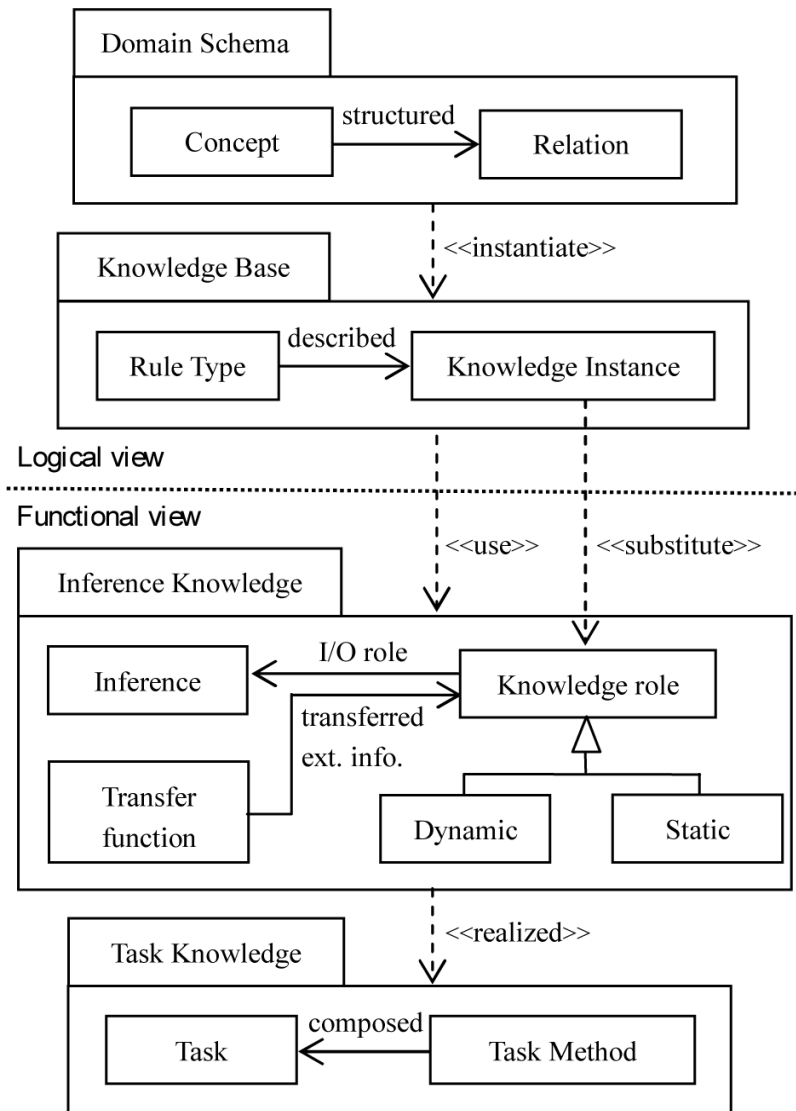 Domain Schema
structured
Concept
Relation
<<instantiate>>
Knowledge Base
described
Rule Type
Knowledge Instance
Logical view
Functional view
<<use>>
<<substitute>>
Inference Knowledge
I/O role
Inference
Knowledge role
transferred
ext. info.
Transfer
function
Dynamic
Static
<<realized>>
Task Knowledge
composed
Task
Task Method